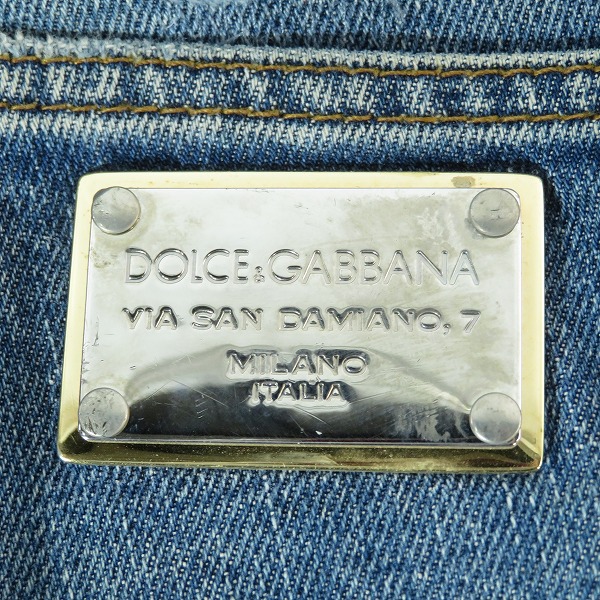 DOLCE&GABBANA
VIA SAN DAMIANO, 7
MILANO
ITALIA